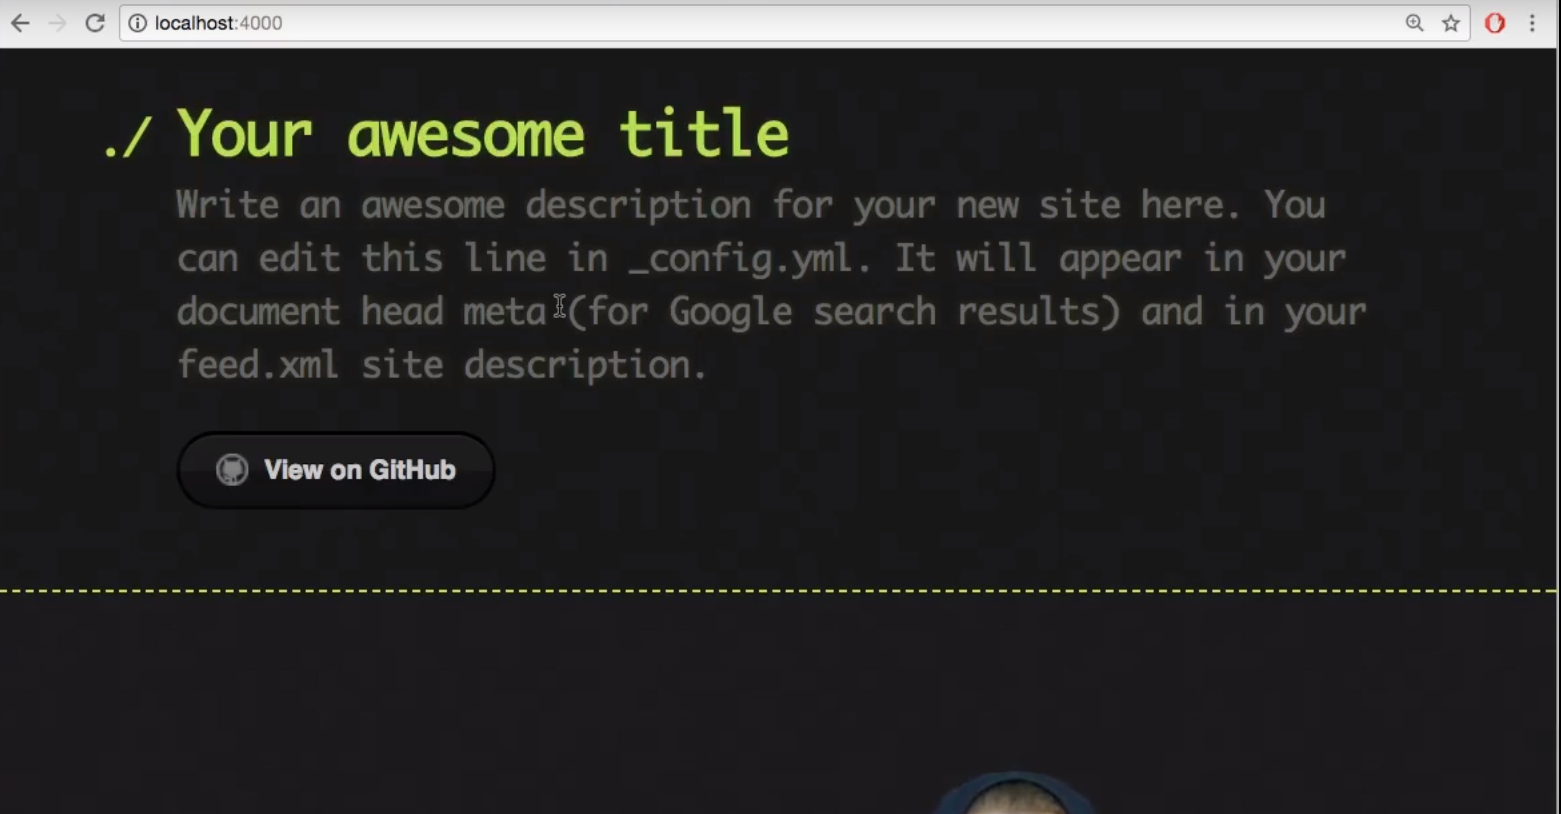 localhost:4000
./ Your awesome title
Write an awesome description for your new site here. You
can edit this line in _config.yml. It will appear in your
document head meta (for Google search results) and in your
feed.xml site description.
View on GitHub